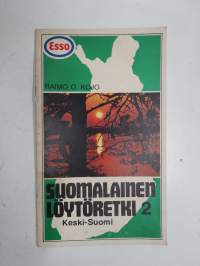 Esso
RAIMO O. KOJO
SUOMALAINEN
LÖYTÖRETKI 2
Keski-Suomi